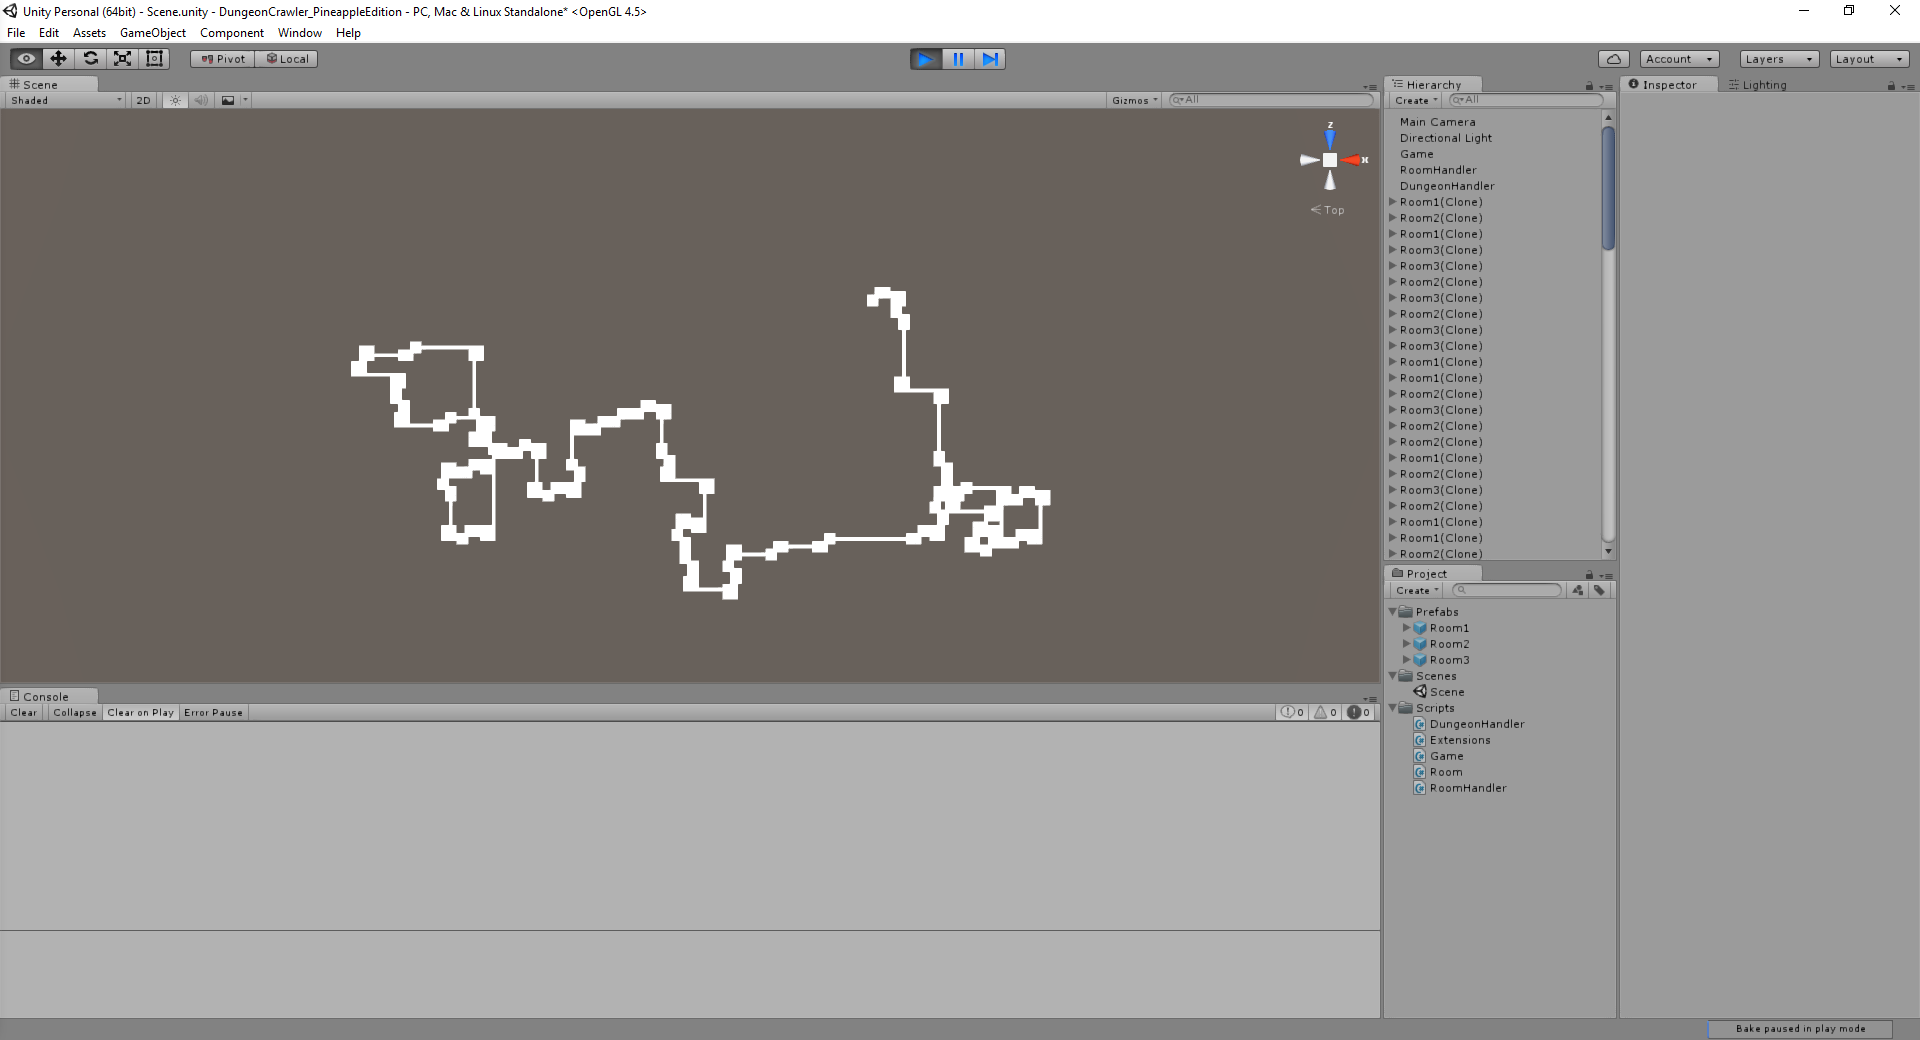 Unity Personal (64bit) - Scene.unity - DungeonCrawler_PineappleEdition - PC, Mac & Linux Standalone* <OpenGL 4.5>
File Edit Assets GameObject Component Window Help
Pivot Local Account Layers Layout
Scene
Shaded 2D Gizmos All
z
x
Top
Hierarchy
Create All
Main Camera
Directional Light
Game
RoomHandler
DungeonHandler
Room1(Clone)
Room2(Clone)
Room1(Clone)
Room3(Clone)
Room3(Clone)
Room2(Clone)
Room3(Clone)
Room2(Clone)
Room3(Clone)
Room3(Clone)
Room1(Clone)
Room1(Clone)
Room2(Clone)
Room3(Clone)
Room2(Clone)
Room2(Clone)
Room1(Clone)
Room2(Clone)
Room3(Clone)
Room2(Clone)
Room1(Clone)
Room1(Clone)
Room2(Clone)
Inspector Lighting
Project
Create
Prefabs
Room1
Room2
Room3
Scenes
Scene
Scripts
DungeonHandler
Extensions
Game
Room
RoomHandler
Console
Clear Collapse Clear on Play Error Pause 0 0 0
Bake paused in play mode